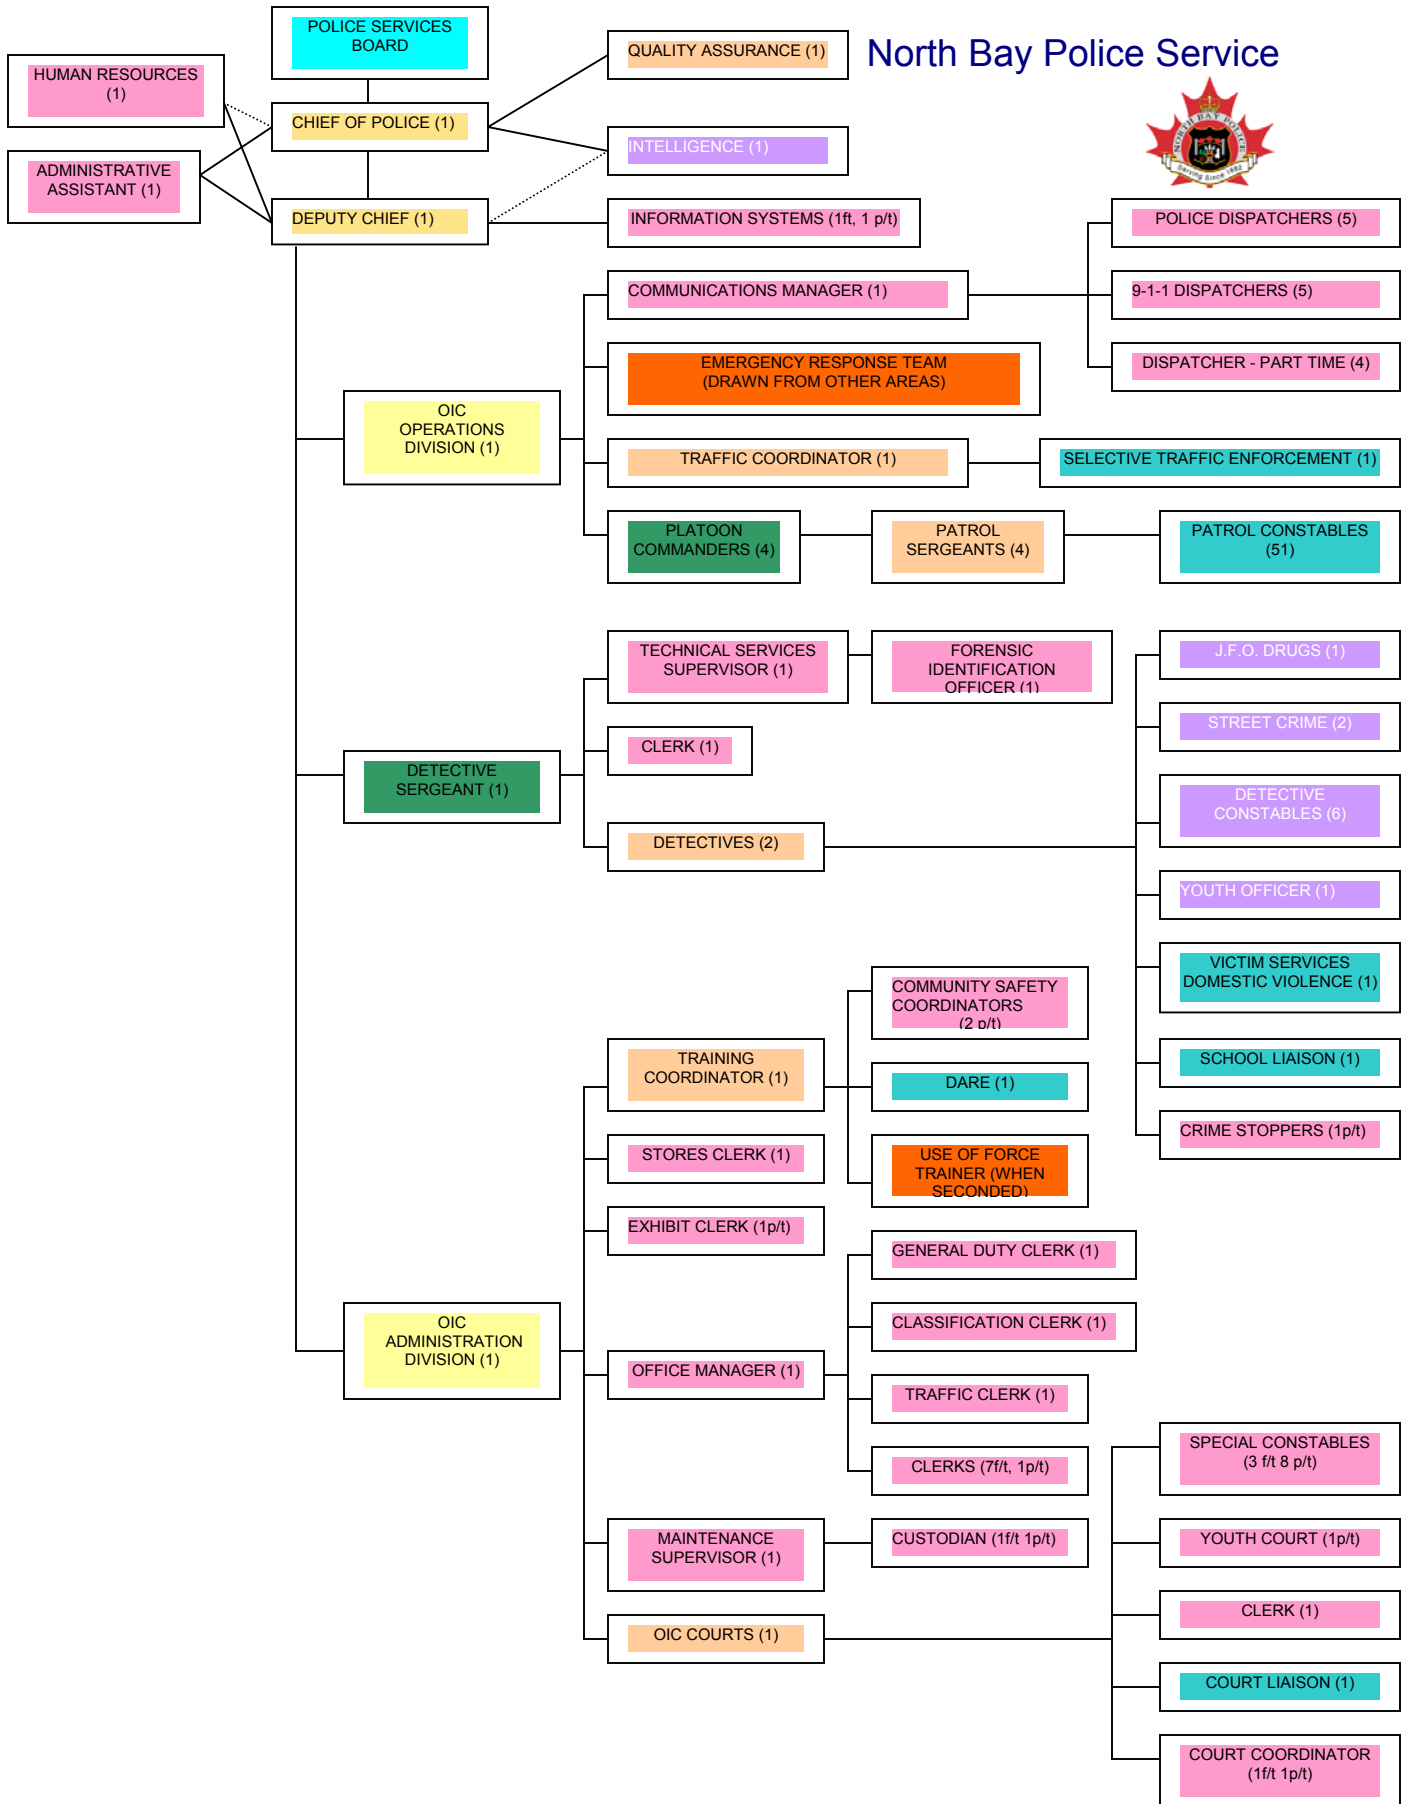 POLICE SERVICES
BOARD
HUMAN RESOURCES
(1)
CHIEF OF POLICE (1)
ADMINISTRATIVE
ASSISTANT (1)
DEPUTY CHIEF (1)
QUALITY ASSURANCE (1)
North Bay Police Service
NORTH BAY POLICE
Serving Since 1882
INTELLIGENCE (1)
INFORMATION SYSTEMS (1ft, 1 p/t)
OIC
OPERATIONS
DIVISION (1)
COMMUNICATIONS MANAGER (1)
POLICE DISPATCHERS (5)
9-1-1 DISPATCHERS (5)
DISPATCHER - PART TIME (4)
EMERGENCY RESPONSE TEAM
(DRAWN FROM OTHER AREAS)
TRAFFIC COORDINATOR (1)
SELECTIVE TRAFFIC ENFORCEMENT (1)
PLATOON
COMMANDERS (4)
PATROL
SERGEANTS (4)
PATROL CONSTABLES
(51)
DETECTIVE
SERGEANT (1)
TECHNICAL SERVICES
SUPERVISOR (1)
FORENSIC
IDENTIFICATION
OFFICER (1)
CLERK (1)
DETECTIVES (2)
J.F.O. DRUGS (1)
STREET CRIME (2)
DETECTIVE
CONSTABLES (6)
YOUTH OFFICER (1)
VICTIM SERVICES
DOMESTIC VIOLENCE (1)
SCHOOL LIAISON (1)
CRIME STOPPERS (1p/t)
OIC
ADMINISTRATION
DIVISION (1)
TRAINING
COORDINATOR (1)
COMMUNITY SAFETY
COORDINATORS
(2 p/t)
DARE (1)
USE OF FORCE
TRAINER (WHEN
SECONDED)
STORES CLERK (1)
EXHIBIT CLERK (1p/t)
OFFICE MANAGER (1)
GENERAL DUTY CLERK (1)
CLASSIFICATION CLERK (1)
TRAFFIC CLERK (1)
CLERKS (7f/t, 1p/t)
MAINTENANCE
SUPERVISOR (1)
CUSTODIAN (1f/t 1p/t)
OIC COURTS (1)
SPECIAL CONSTABLES
(3 f/t 8 p/t)
YOUTH COURT (1p/t)
CLERK (1)
COURT LIAISON (1)
COURT COORDINATOR
(1f/t 1p/t)